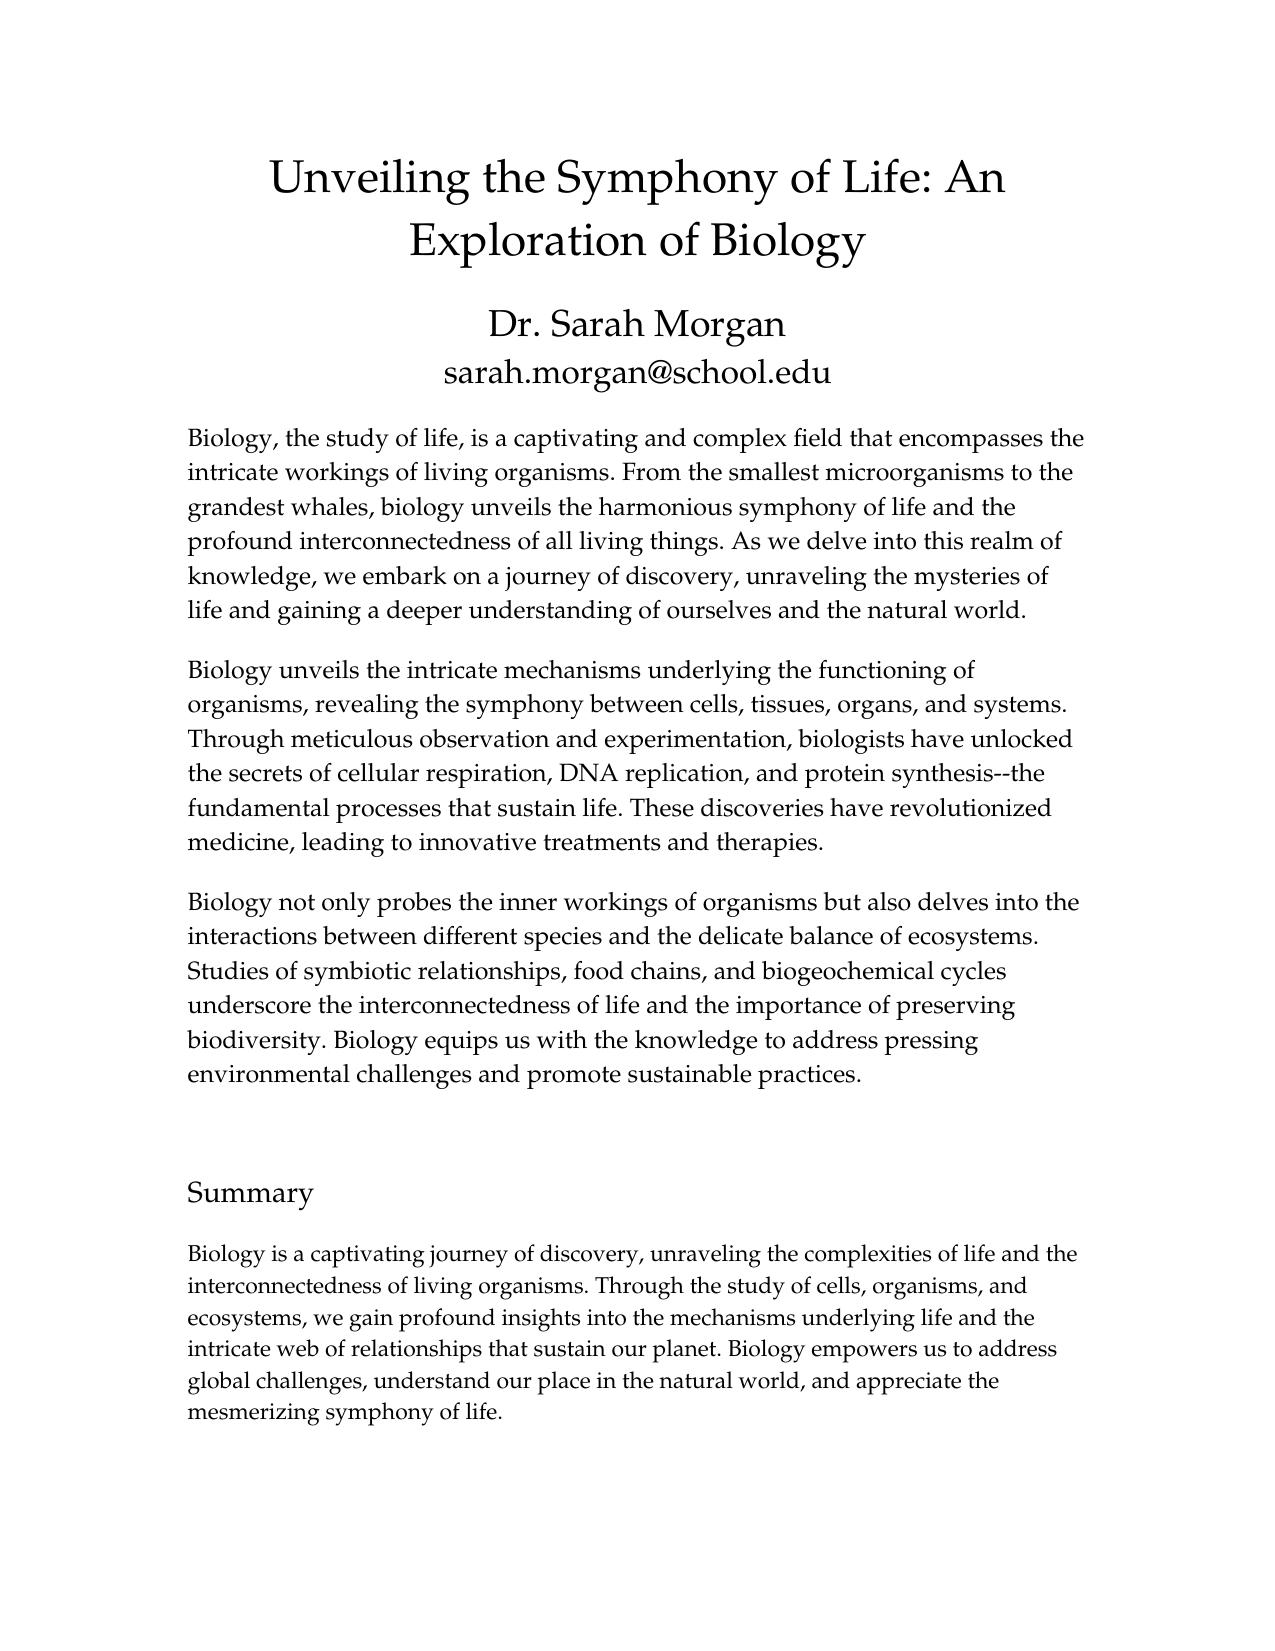 Unveiling the Symphony of Life: An
Exploration of Biology
Dr. Sarah Morgan
sarah.morgan@school.edu
Biology, the study of life, is a captivating and complex field that encompasses the
intricate workings of living organisms. From the smallest microorganisms to the
grandest whales, biology unveils the harmonious symphony of life and the
profound interconnectedness of all living things. As we delve into this realm of
knowledge, we embark on a journey of discovery, unraveling the mysteries of
life and gaining a deeper understanding of ourselves and the natural world.
Biology unveils the intricate mechanisms underlying the functioning of
organisms, revealing the symphony between cells, tissues, organs, and systems.
Through meticulous observation and experimentation, biologists have unlocked
the secrets of cellular respiration, DNA replication, and protein synthesis--the
fundamental processes that sustain life. These discoveries have revolutionized
medicine, leading to innovative treatments and therapies.
Biology not only probes the inner workings of organisms but also delves into the
interactions between different species and the delicate balance of ecosystems.
Studies of symbiotic relationships, food chains, and biogeochemical cycles
underscore the interconnectedness of life and the importance of preserving
biodiversity. Biology equips us with the knowledge to address pressing
environmental challenges and promote sustainable practices.
Summary
Biology is a captivating journey of discovery, unraveling the complexities of life and the
interconnectedness of living organisms. Through the study of cells, organisms, and
ecosystems, we gain profound insights into the mechanisms underlying life and the
intricate web of relationships that sustain our planet. Biology empowers us to address
global challenges, understand our place in the natural world, and appreciate the
mesmerizing symphony of life.